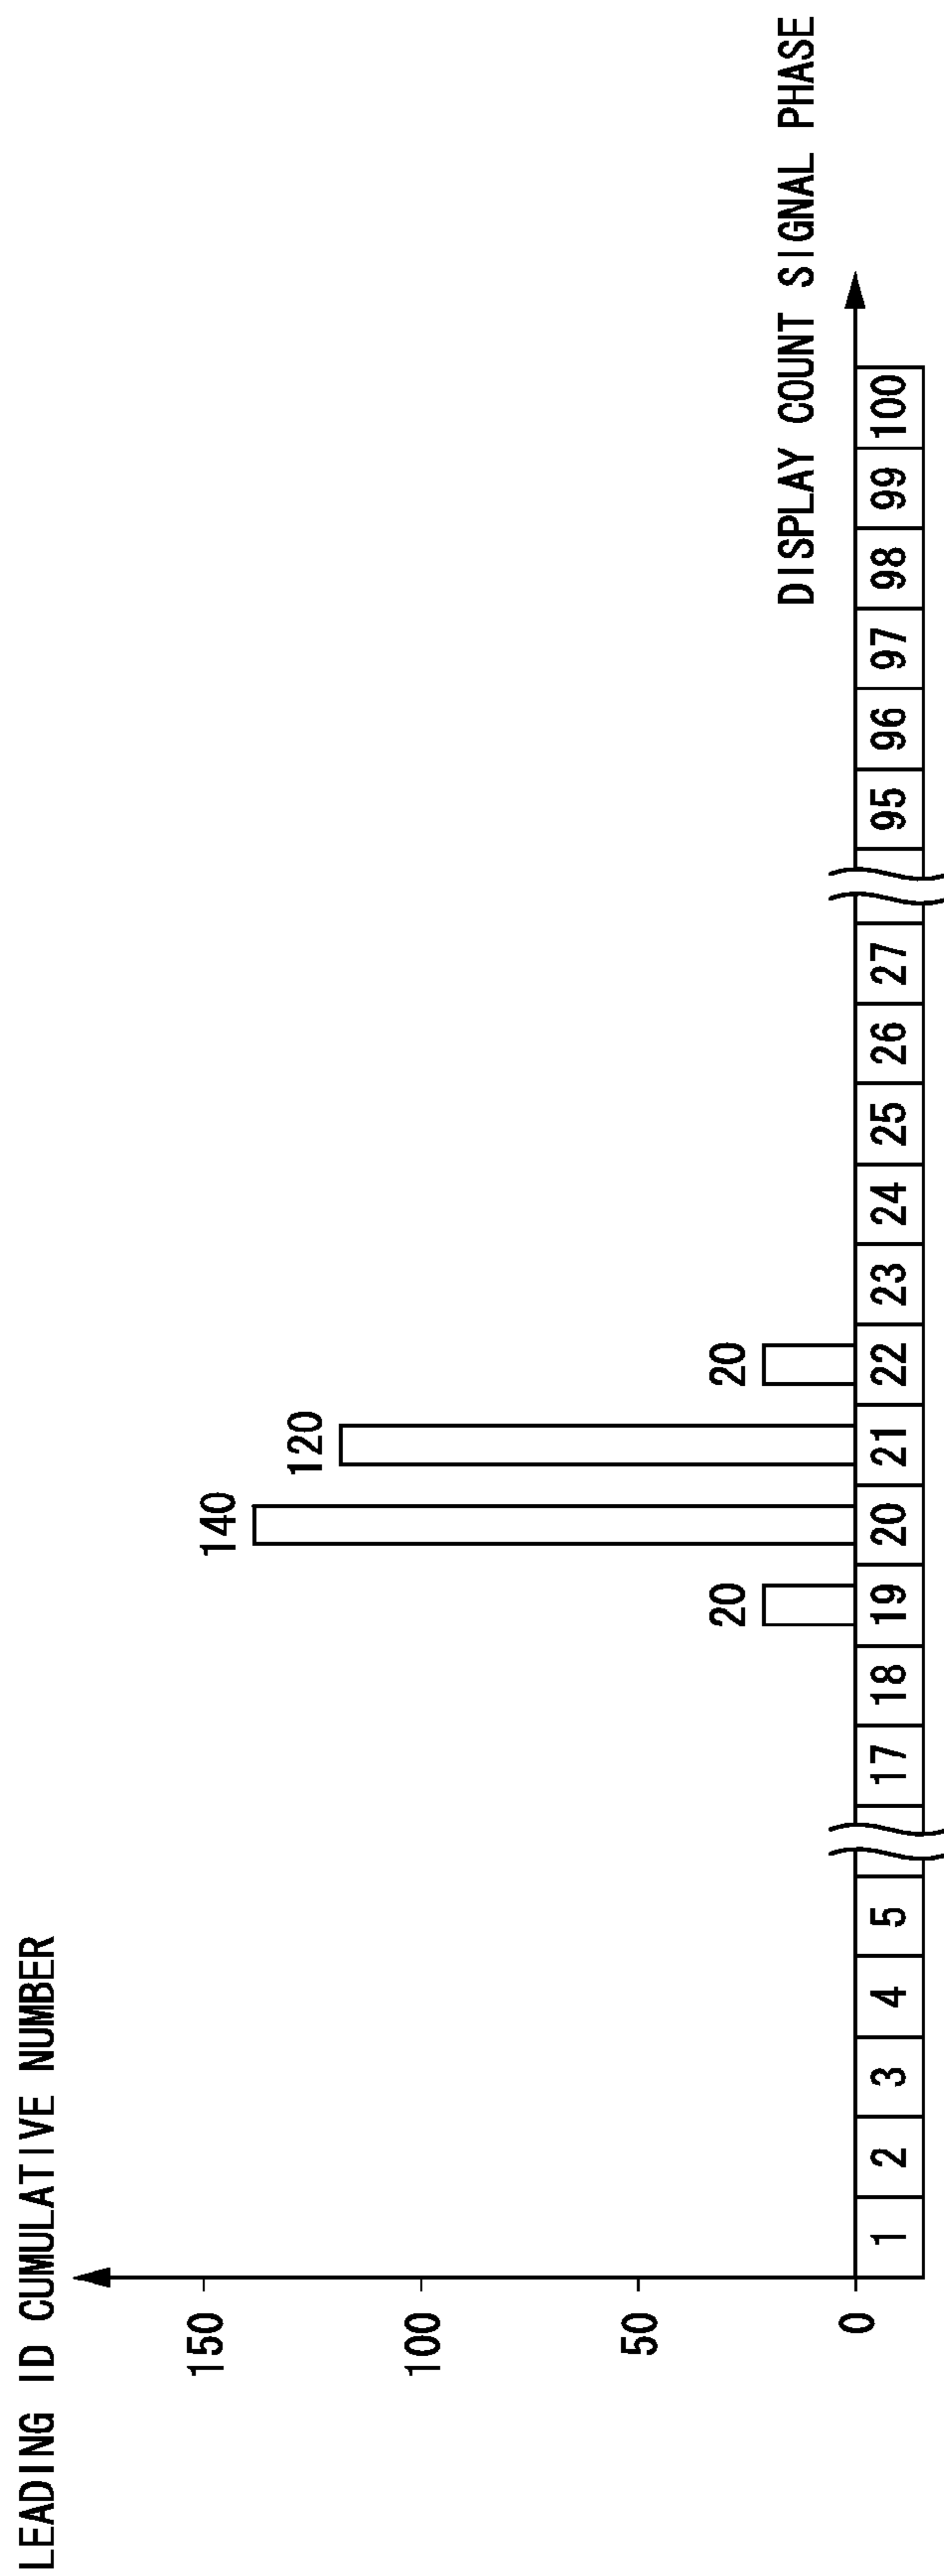 LEADING ID CUMULATIVE NUMBER
150
100
50
0
20
140
120
20
1 2 3 4 5 17 18 19 20 21 22 23 24 25 26 27 95 96 97 98 99 100
DISPLAY COUNT SIGNAL PHASE